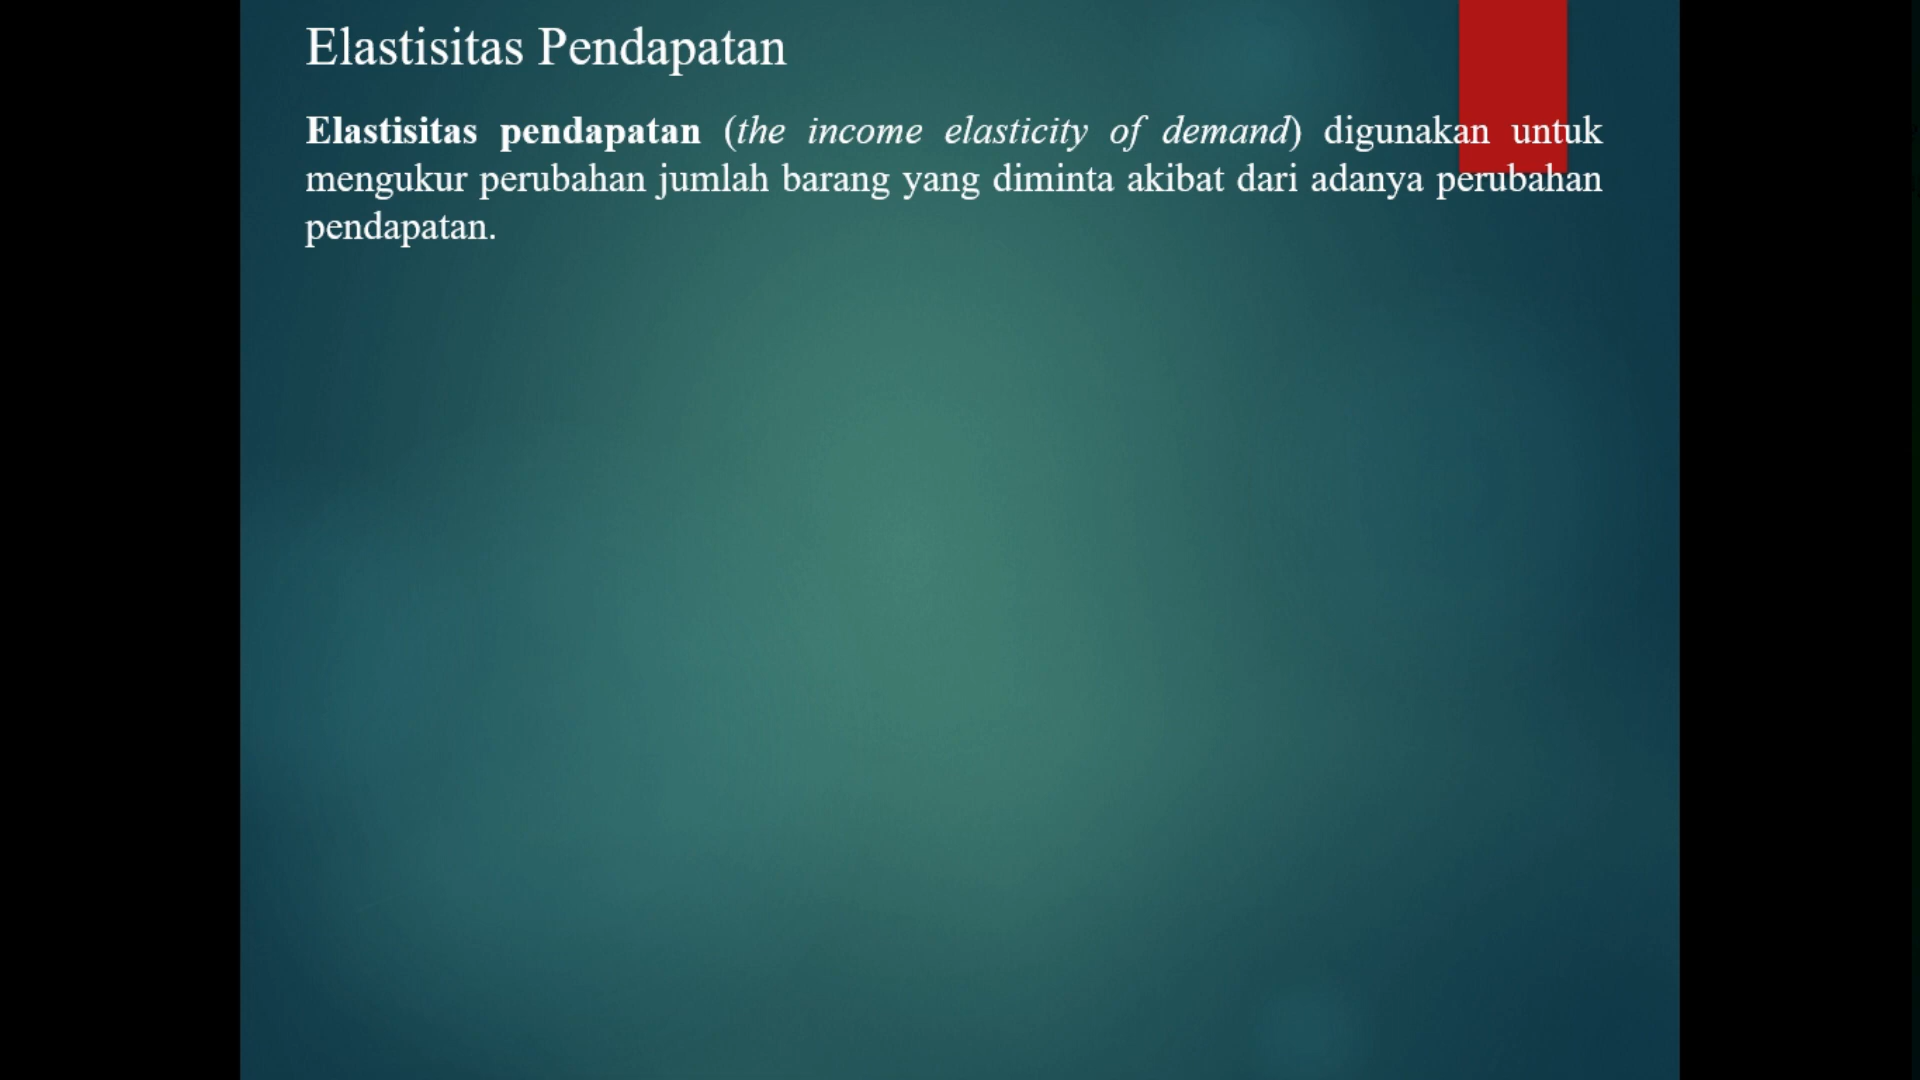 Elastisitas Pendapatan
Elastisitas pendapatan (the income elasticity of demand) digunakan untuk
mengukur perubahan jumlah barang yang diminta akibat dari adanya perubahan
pendapatan.